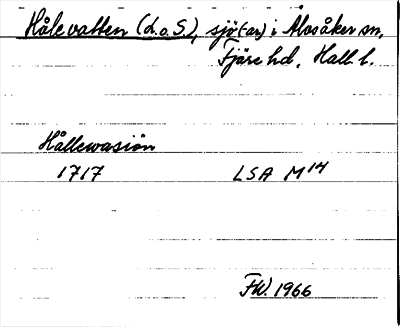 Hålevatten (L.o.S.), sjö(ar) i Älvsåker sn,
Fjäre hd, Hall. l.
Hållewasiön
1717 LSA M14
FW. 1966